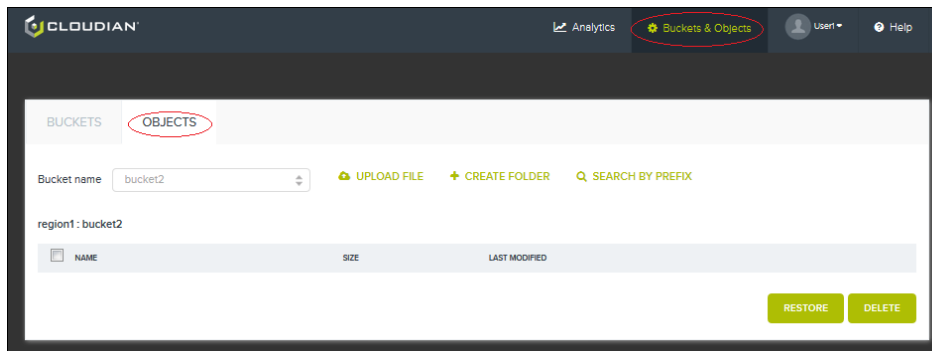 CLOUDIAN Analytics Buckets & Objects User1 Help
BUCKETS OBJECTS
Bucket name bucket2 UPLOAD FILE CREATE FOLDER SEARCH BY PREFIX
region1 : bucket2
NAME SIZE LAST MODIFIED
RESTORE DELETE